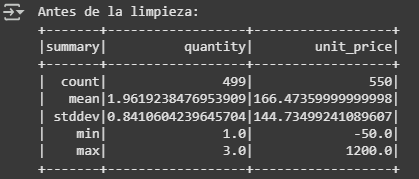 Antes de la limpieza:
+-------+------------------+------------------+
|summary|          quantity|        unit_price|
+-------+------------------+------------------+
|  count|               499|               550|
|   mean|1.9619238476953909|166.47359999999998|
| stddev|0.8410604239645704|144.73499241089607|
|    min|               1.0|             -50.0|
|    max|               3.0|            1200.0|
+-------+------------------+------------------+